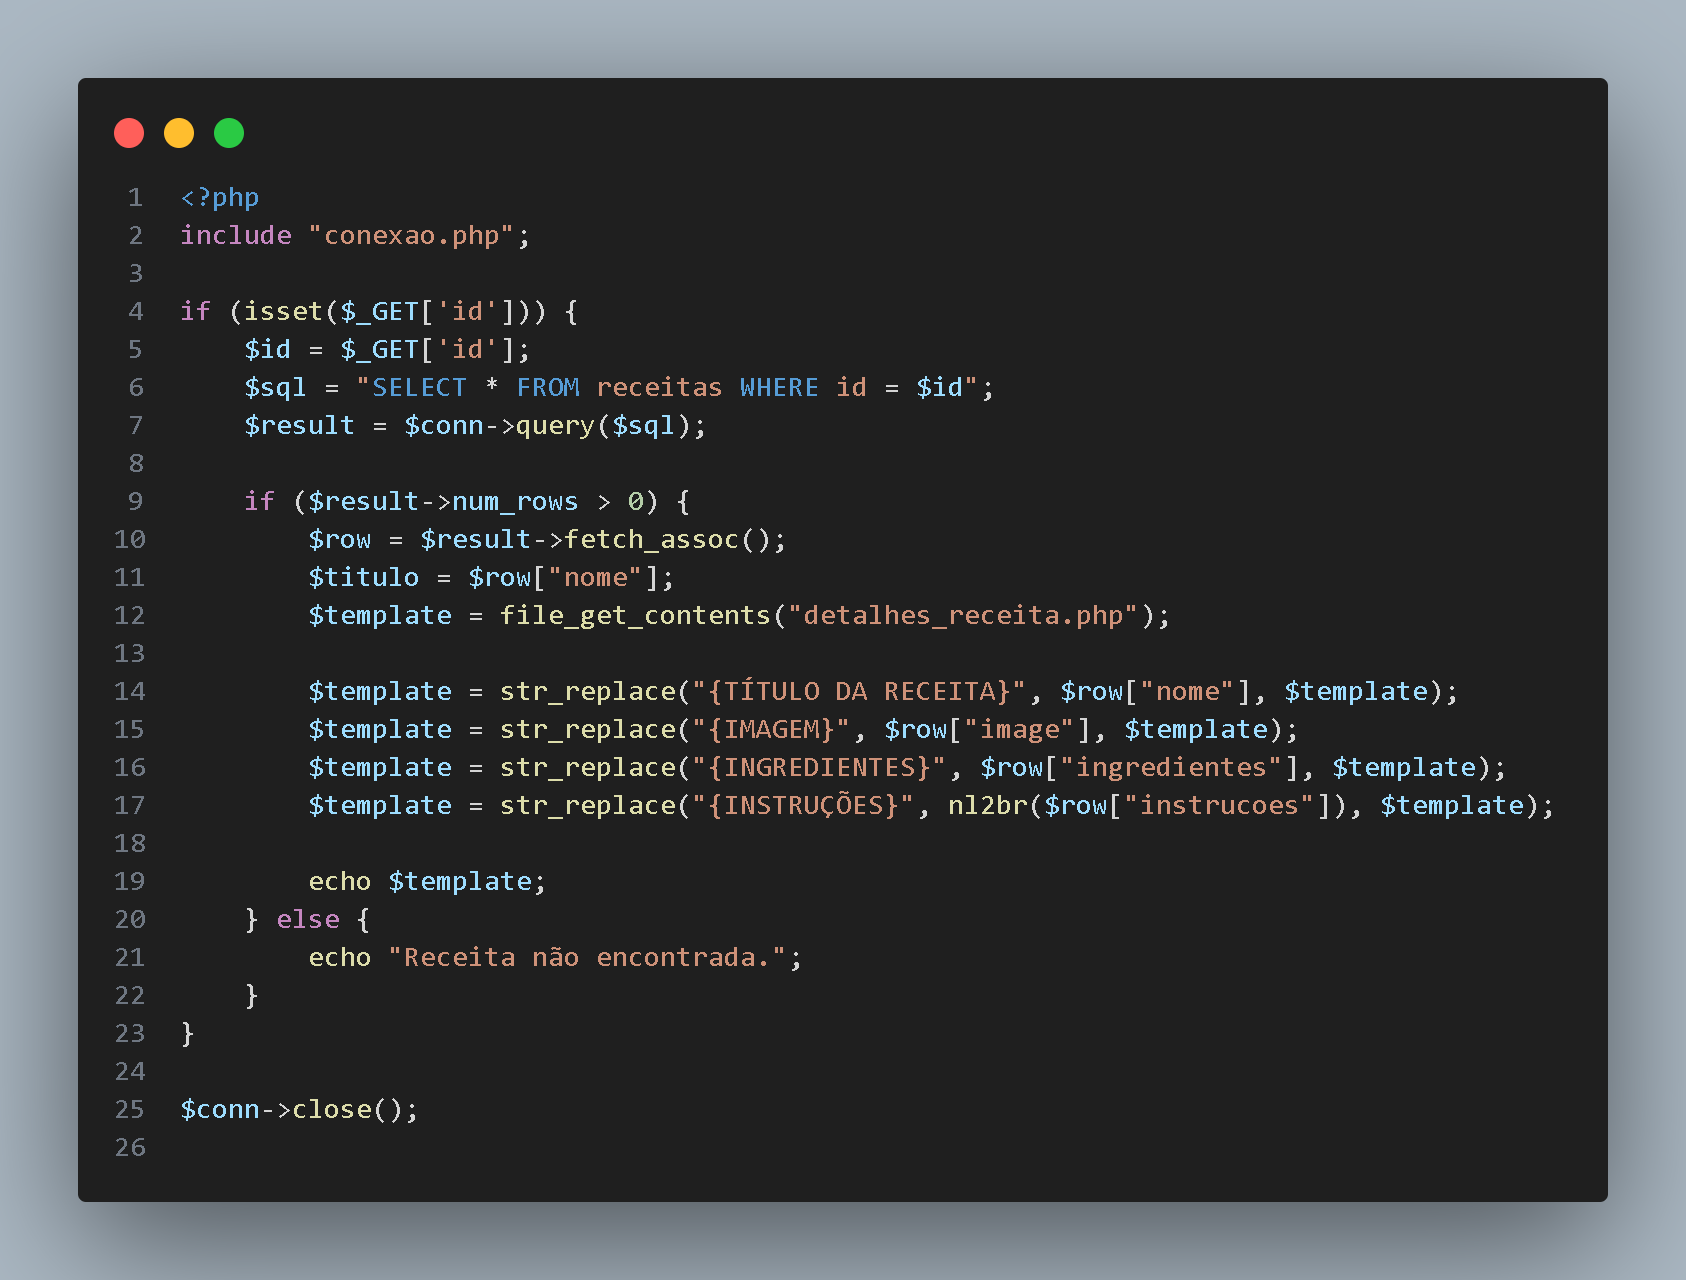 1 <?php
2 include "conexao.php";
3
4 if (isset($_GET['id'])) {
5     $id = $_GET['id'];
6     $sql = "SELECT * FROM receitas WHERE id = $id";
7     $result = $conn->query($sql);
8
9     if ($result->num_rows > 0) {
10         $row = $result->fetch_assoc();
11         $titulo = $row["nome"];
12         $template = file_get_contents("detalhes_receita.php");
13
14         $template = str_replace("{TÍTULO DA RECEITA}", $row["nome"], $template);
15         $template = str_replace("{IMAGEM}", $row["image"], $template);
16         $template = str_replace("{INGREDIENTES}", $row["ingredientes"], $template);
17         $template = str_replace("{INSTRUÇÕES}", nl2br($row["instrucoes"]), $template);
18
19         echo $template;
20     } else {
21         echo "Receita não encontrada.";
22     }
23 }
24
25 $conn->close();
26